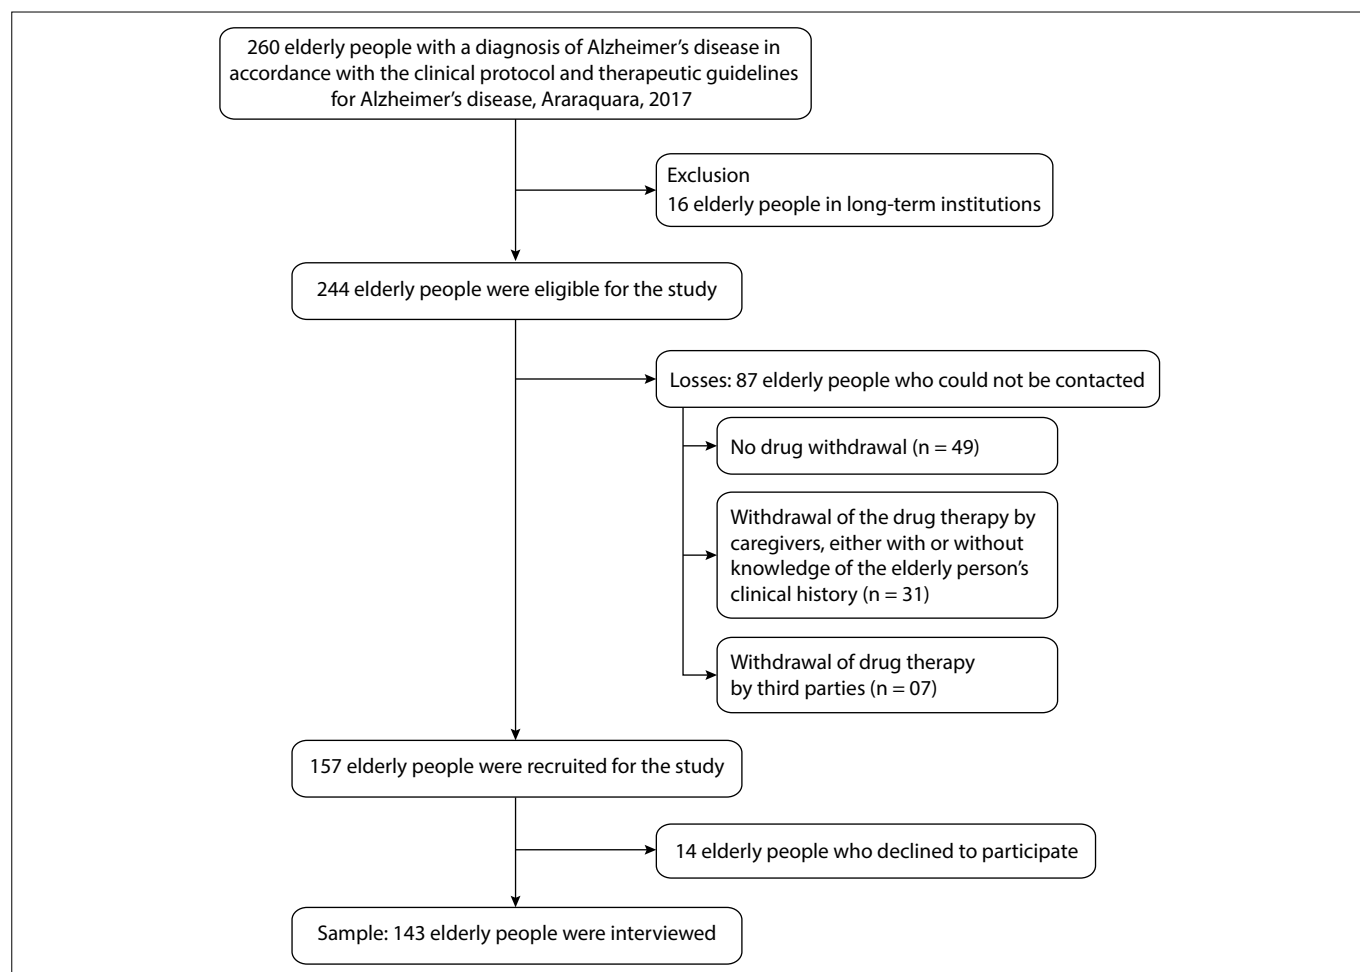 260 elderly people with a diagnosis of Alzheimer’s disease in
accordance with the clinical protocol and therapeutic guidelines
for Alzheimer’s disease, Araraquara, 2017
Exclusion
16 elderly people in long-term institutions
244 elderly people were eligible for the study
Losses: 87 elderly people who could not be contacted
No drug withdrawal (n = 49)
Withdrawal of the drug therapy by
caregivers, either with or without
knowledge of the elderly person’s
clinical history (n = 31)
Withdrawal of drug therapy
by third parties (n = 07)
157 elderly people were recruited for the study
14 elderly people who declined to participate
Sample: 143 elderly people were interviewed